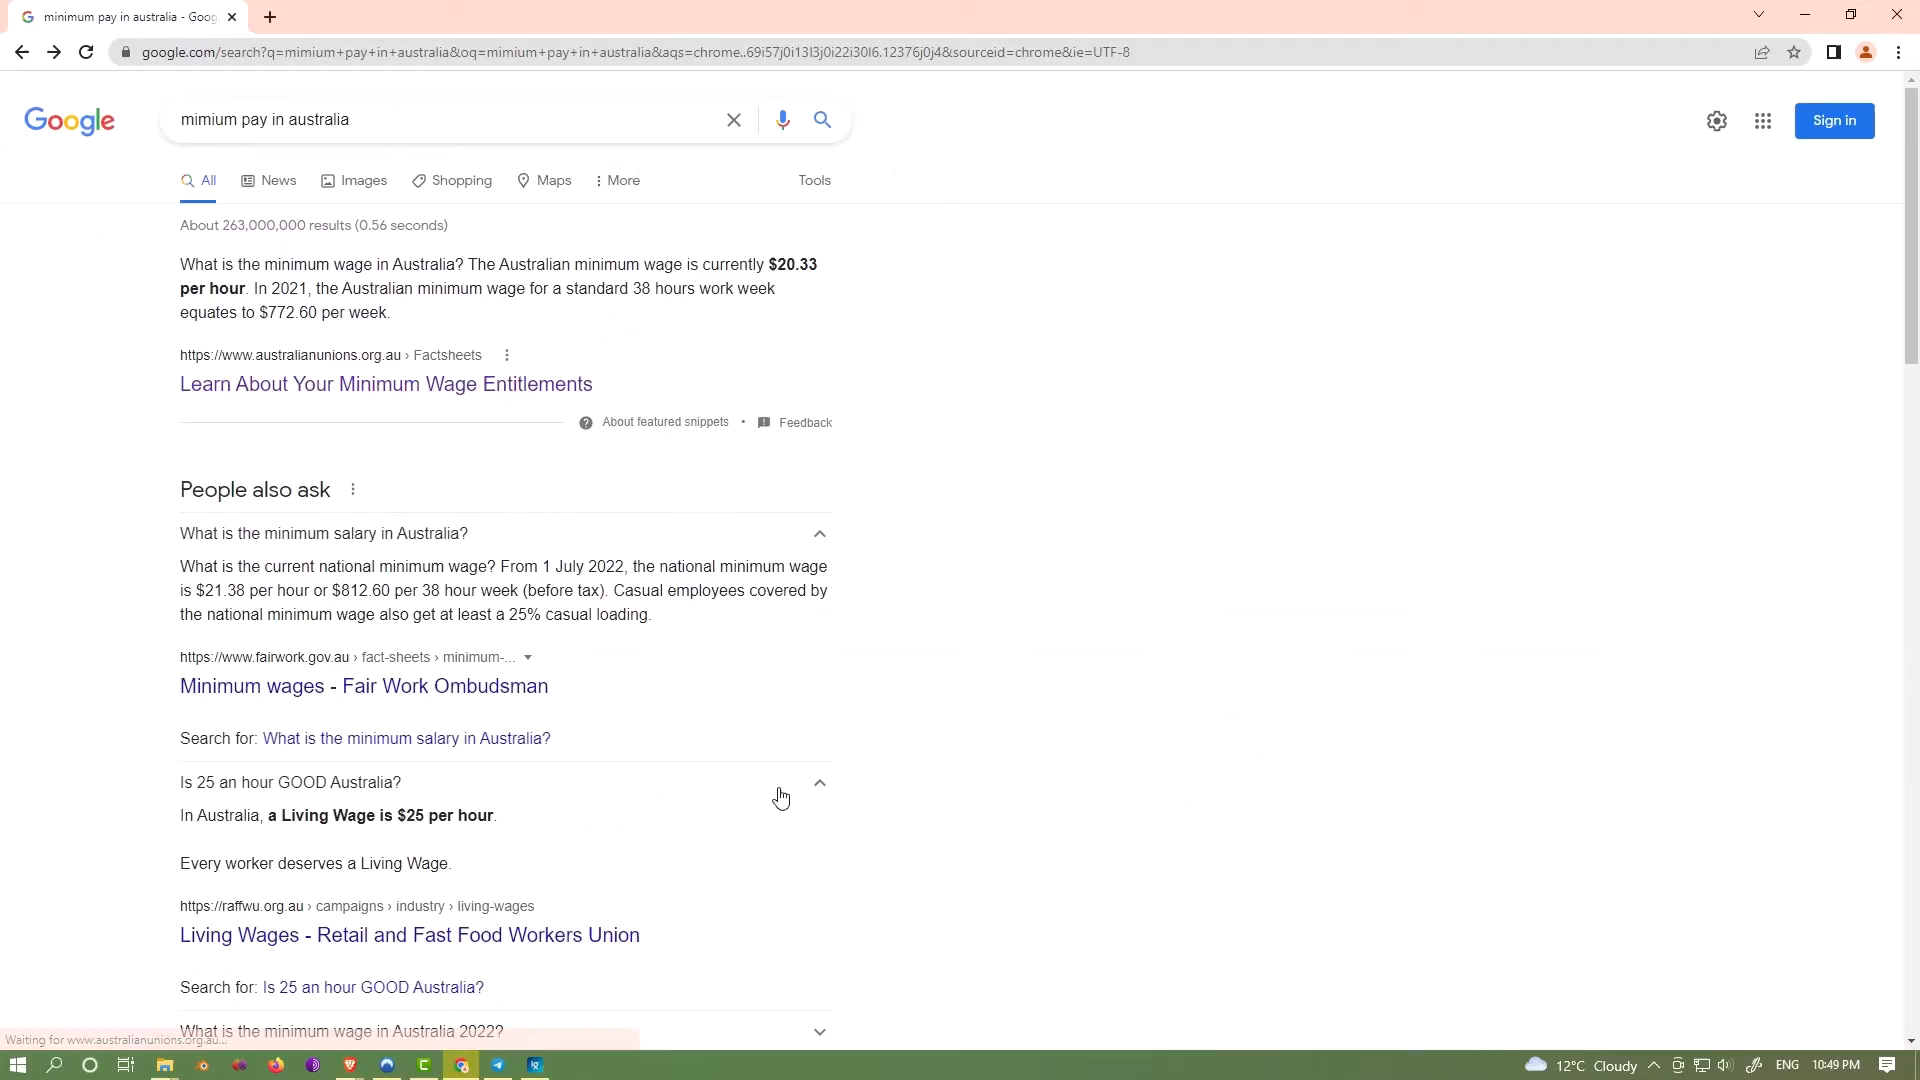 minimum pay in australia - Goog
google.com/search?q=mimium+pay+in+australia&oq=mimium+pay+in+australia&aqs=chrome..69i57j0i13l3j0i22i30l6.12376j0j4&sourceid=chrome&ie=UTF-8
Google
mimium pay in australia
Sign in
All News Images Shopping Maps More Tools
About 263,000,000 results (0.56 seconds)
What is the minimum wage in Australia? The Australian minimum wage is currently $20.33
per hour. In 2021, the Australian minimum wage for a standard 38 hours work week
equates to $772.60 per week.
https://www.australianunions.org.au › Factsheets
Learn About Your Minimum Wage Entitlements
About featured snippets • Feedback
People also ask
What is the minimum salary in Australia?
What is the current national minimum wage? From 1 July 2022, the national minimum wage
is $21.38 per hour or $812.60 per 38 hour week (before tax). Casual employees covered by
the national minimum wage also get at least a 25% casual loading.
https://www.fairwork.gov.au › fact-sheets › minimum-...
Minimum wages - Fair Work Ombudsman
Search for: What is the minimum salary in Australia?
Is 25 an hour GOOD Australia?
In Australia, a Living Wage is $25 per hour.
Every worker deserves a Living Wage.
https://raffwu.org.au › campaigns › industry › living-wages
Living Wages - Retail and Fast Food Workers Union
Search for: Is 25 an hour GOOD Australia?
What is the minimum wage in Australia 2022?
Waiting for www.australianunions.org.au...
12°C Cloudy ENG 10:49 PM